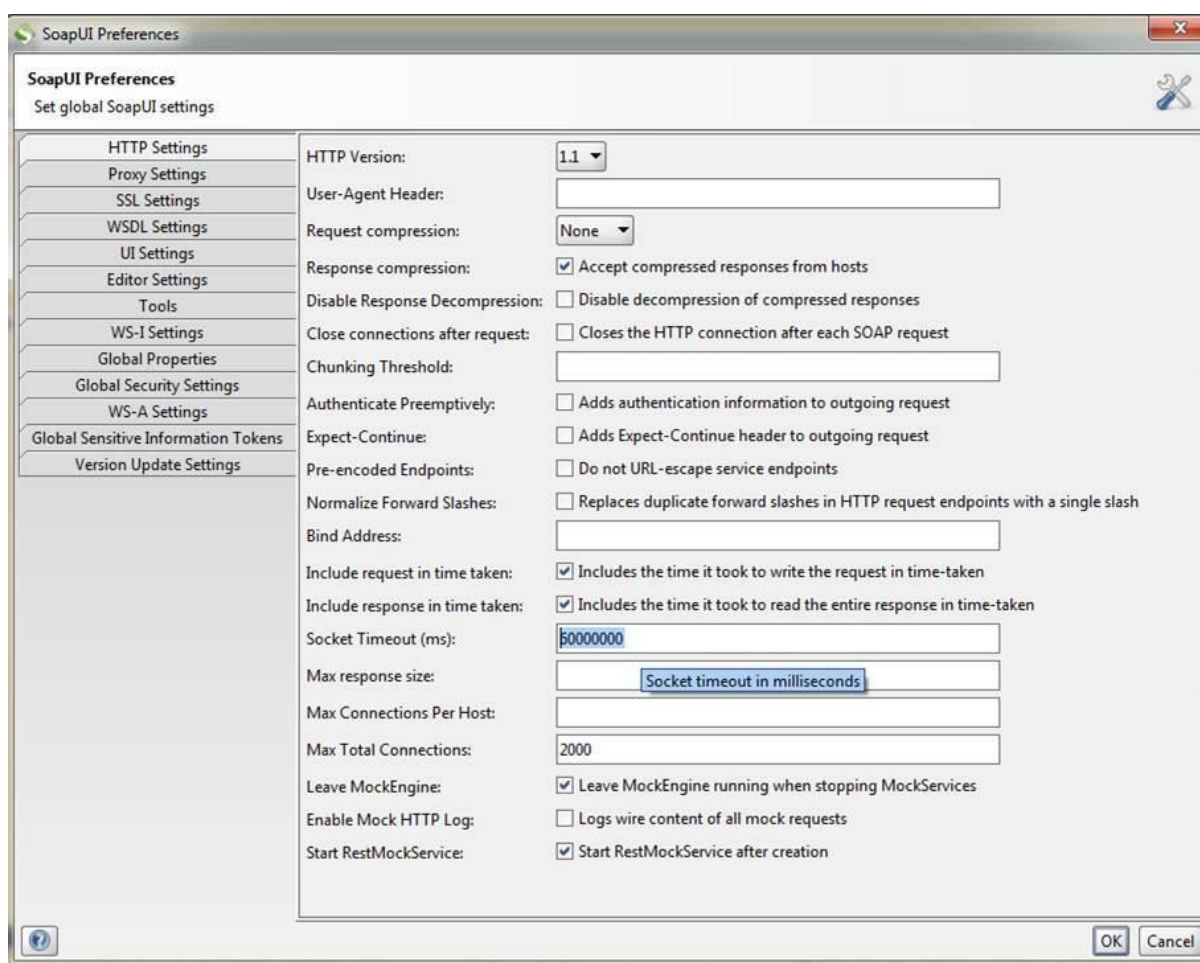 SoapUI Preferences
SoapUI Preferences
Set global SoapUI settings
HTTP Settings
Proxy Settings
SSL Settings
WSDL Settings
UI Settings
Editor Settings
Tools
WS-I Settings
Global Properties
Global Security Settings
WS-A Settings
Global Sensitive Information Tokens
Version Update Settings
HTTP Version: 1.1
User-Agent Header:
Request compression: None
Response compression: Accept compressed responses from hosts
Disable Response Decompression: Disable decompression of compressed responses
Close connections after request: Closes the HTTP connection after each SOAP request
Chunking Threshold:
Authenticate Preemptively: Adds authentication information to outgoing request
Expect-Continue: Adds Expect-Continue header to outgoing request
Pre-encoded Endpoints: Do not URL-escape service endpoints
Normalize Forward Slashes: Replaces duplicate forward slashes in HTTP request endpoints with a single slash
Bind Address:
Include request in time taken: Includes the time it took to write the request in time-taken
Include response in time taken: Includes the time it took to read the entire response in time-taken
Socket Timeout (ms):
Max response size:
Socket timeout in milliseconds
Max Connections Per Host:
Max Total Connections: 2000
Leave MockEngine: Leave MockEngine running when stopping MockServices
Enable Mock HTTP Log: Logs wire content of all mock requests
Start RestMockService: Start RestMockService after creation
OK Cancel